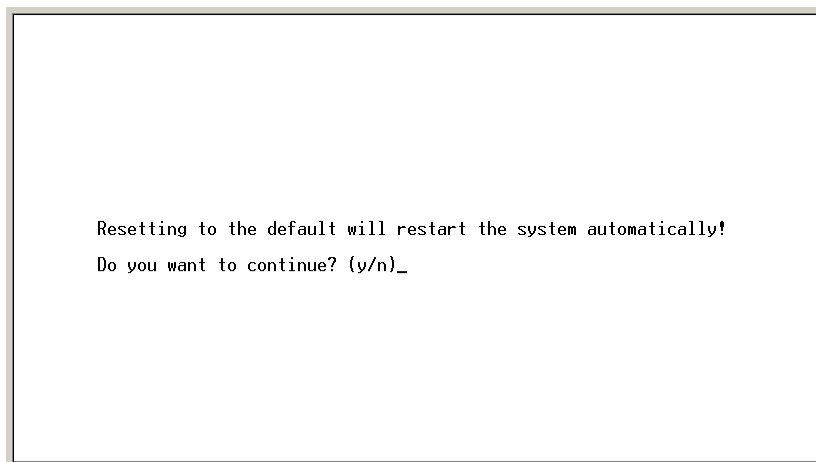 Resetting to the default will restart the system automatically!
Do you want to continue? (y/n)_